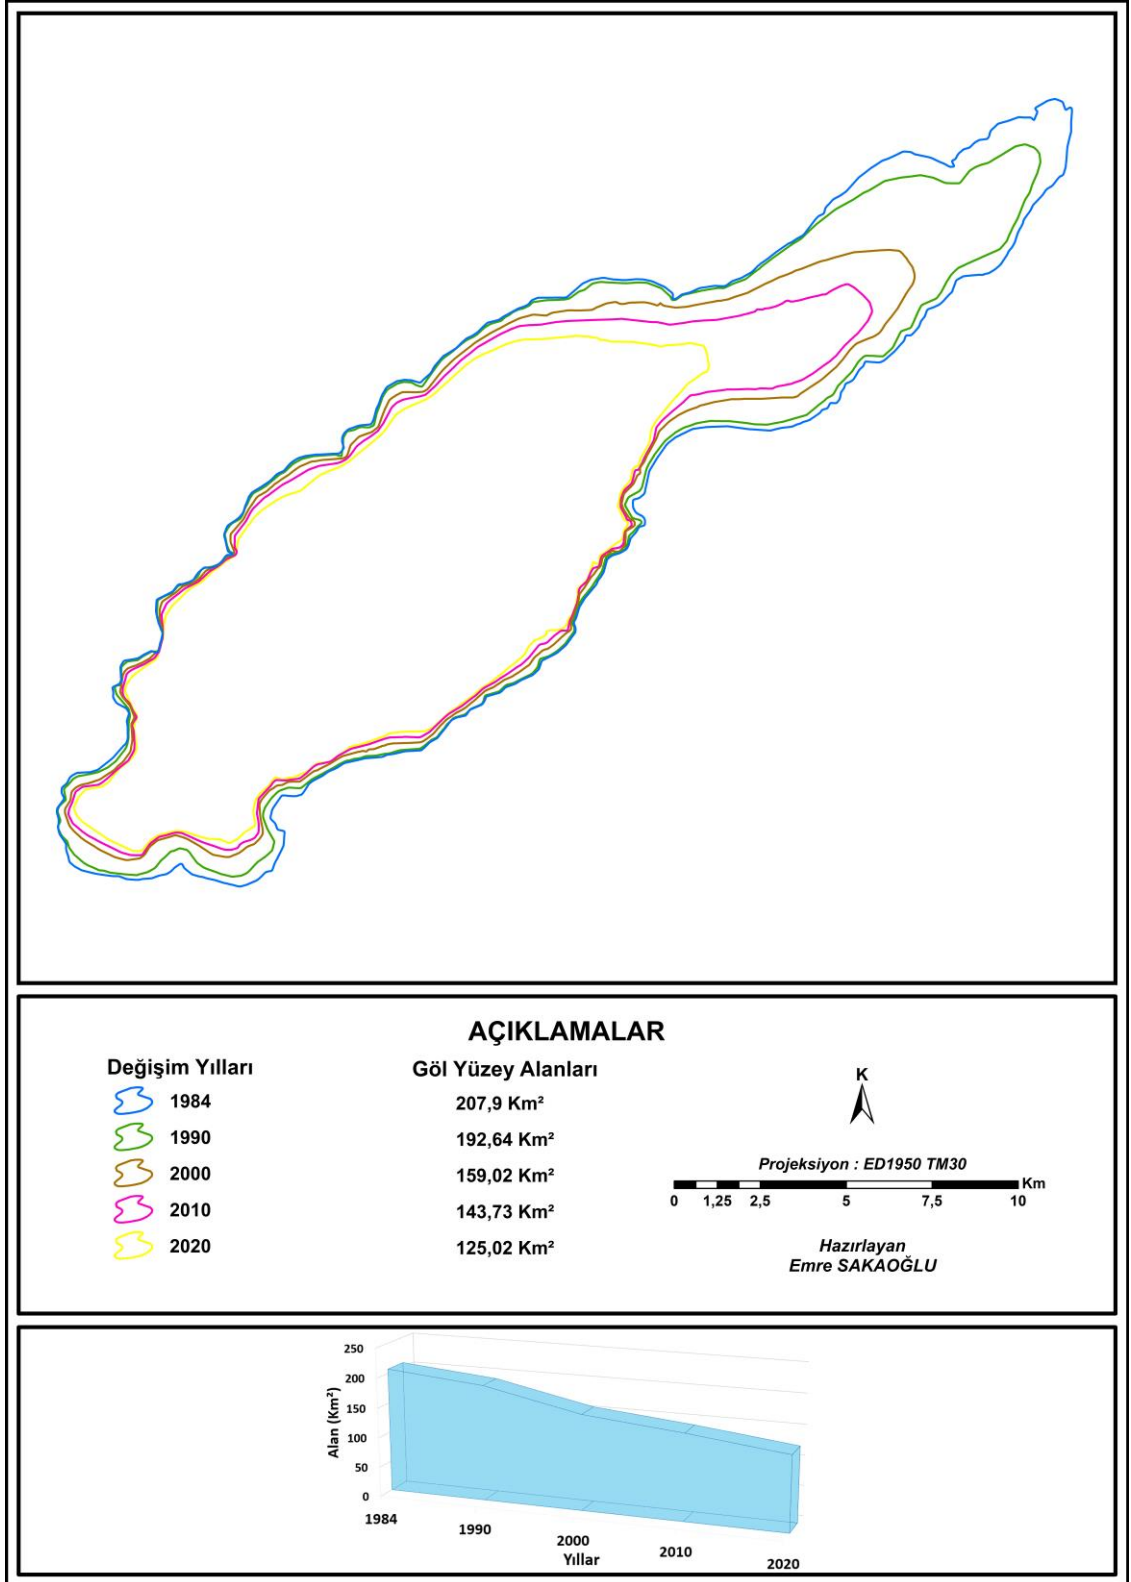 AÇIKLAMALAR
Değişim Yılları
Göl Yüzey Alanları
1984
207,9 Km²
1990
192,64 Km²
2000
159,02 Km²
2010
143,73 Km²
2020
125,02 Km²
K
Projeksiyon : ED1950 TM30
Km
0 1,25 2,5 5 7,5 10
Hazırlayan
Emre SAKAOĞLU
Alan (Km²)
250
200
150
100
50
0
1984
1990
2000
2010
2020
Yıllar